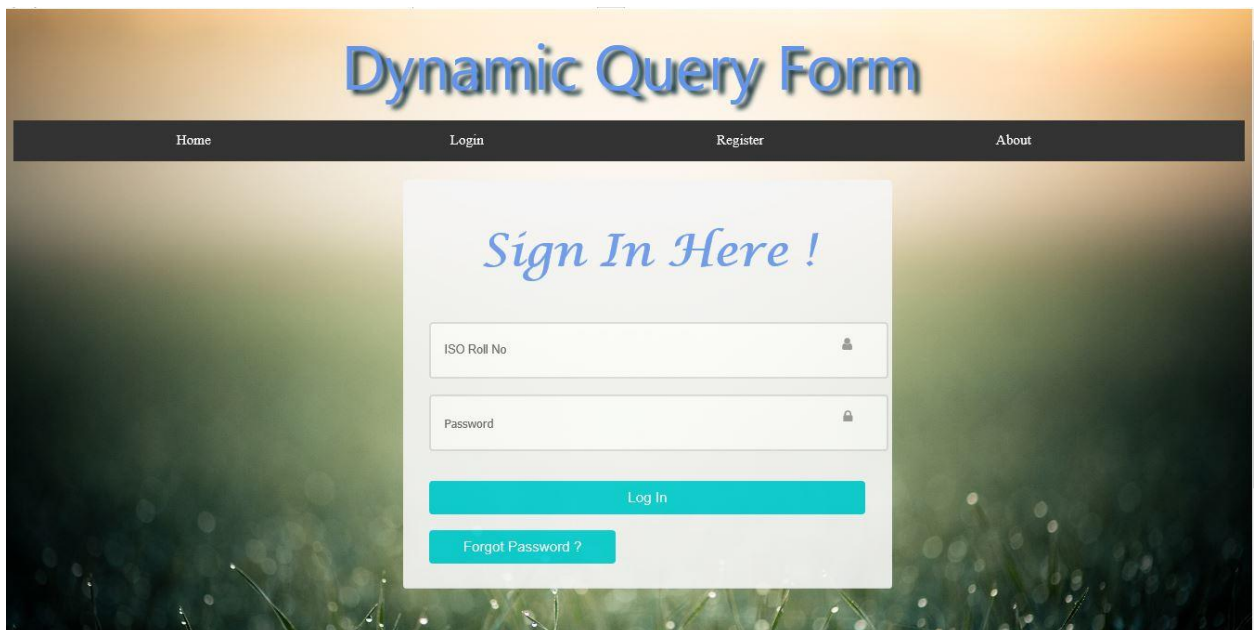 Dynamic Query Form
Home Login Register About
Sign In Here !
ISO Roll No
Password
Log In
Forgot Password ?